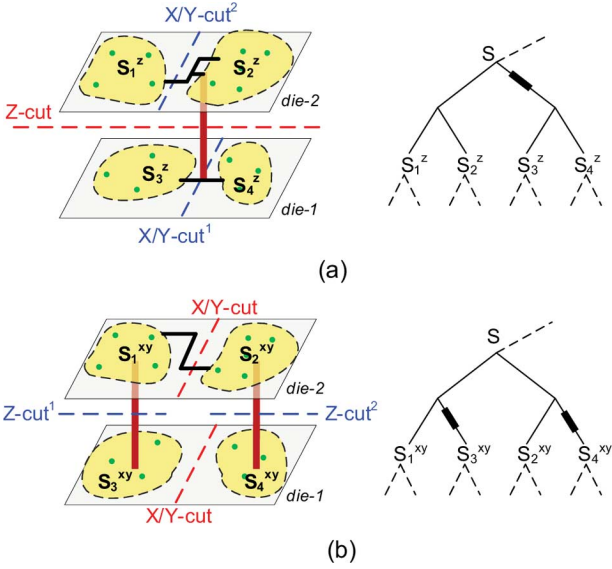 X/Y-cut²
S₁ᶻ
S₂ᶻ
die-2
Z-cut
S₃ᶻ
S₄ᶻ
die-1
X/Y-cut¹
S
S₁ᶻ S₂ᶻ S₃ᶻ S₄ᶻ
(a)
X/Y-cut
S₁ˣʸ
S₂ˣʸ
die-2
Z-cut¹
Z-cut²
S₃ˣʸ
S₄ˣʸ
die-1
X/Y-cut
S
S₁ˣʸ S₃ˣʸ S₂ˣʸ S₄ˣʸ
(b)